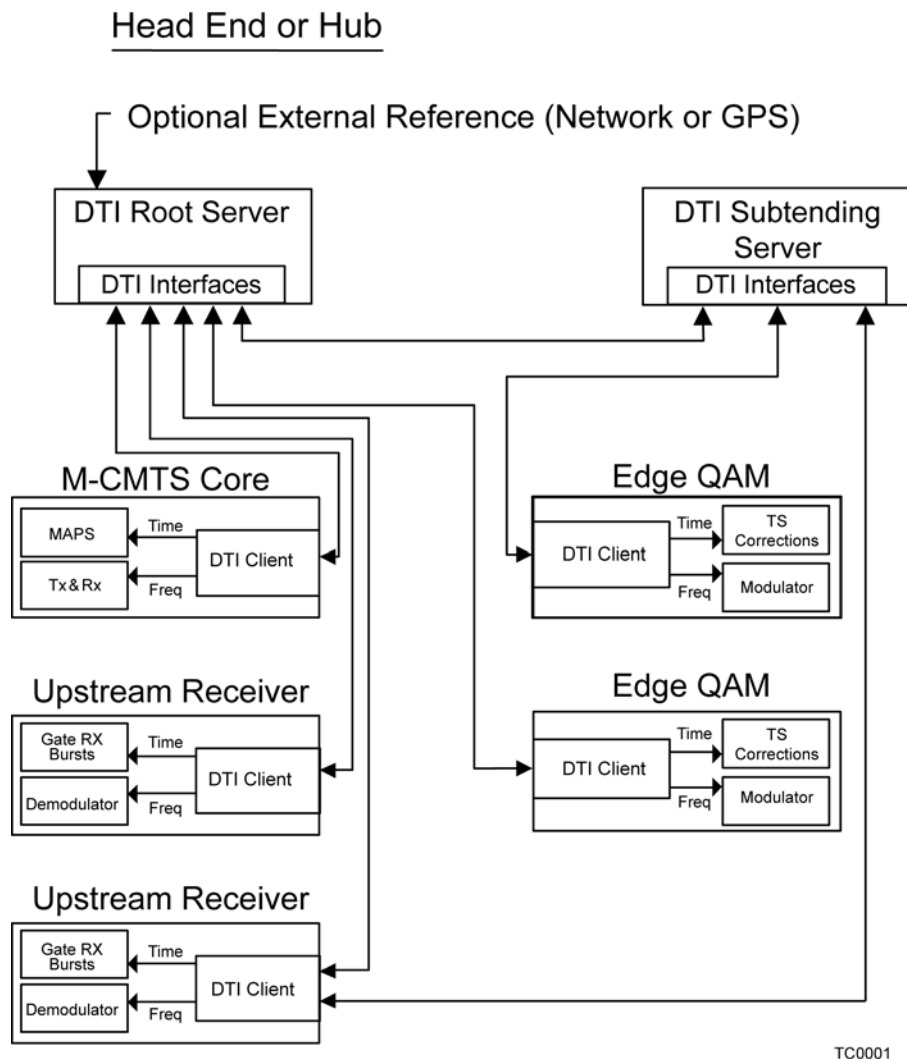 Head End or Hub
Optional External Reference (Network or GPS)
DTI Root Server
DTI Interfaces
DTI Subtending
Server
DTI Interfaces
M-CMTS Core
MAPS
Time
Tx & Rx
Freq
DTI Client
Edge QAM
DTI Client
Time
TS
Corrections
Freq
Modulator
Upstream Receiver
Gate RX
Bursts
Time
Demodulator
Freq
DTI Client
Edge QAM
DTI Client
Time
TS
Corrections
Freq
Modulator
Upstream Receiver
Gate RX
Bursts
Time
Demodulator
Freq
DTI Client
TC0001